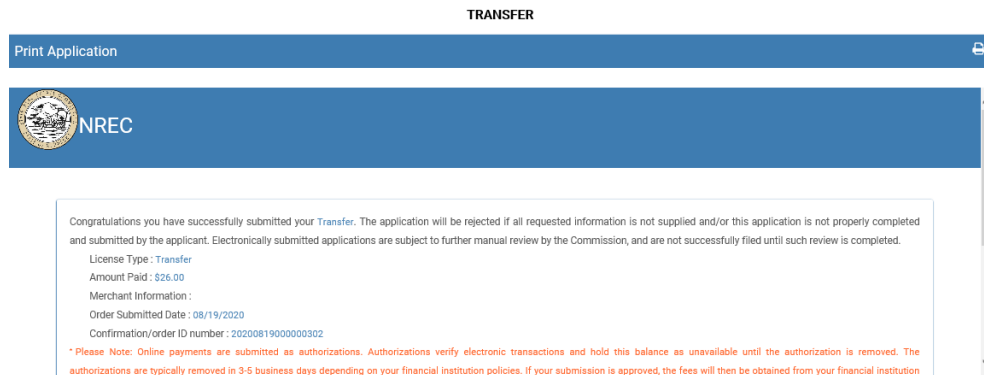 TRANSFER
Print Application
NREC
Congratulations you have successfully submitted your Transfer. The application will be rejected if all requested information is not supplied and/or this application is not properly completed
and submitted by the applicant. Electronically submitted applications are subject to further manual review by the Commission, and are not successfully filed until such review is completed.
License Type : Transfer
Amount Paid : $26.00
Merchant Information :
Order Submitted Date : 08/19/2020
Confirmation/order ID number : 20200819000000302
* Please Note: Online payments are submitted as authorizations. Authorizations verify electronic transactions and hold this balance as unavailable until the authorization is removed. The
authorizations are typically removed in 3-5 business days depending on your financial institution policies. If your submission is approved, the fees will then be obtained from your financial institution